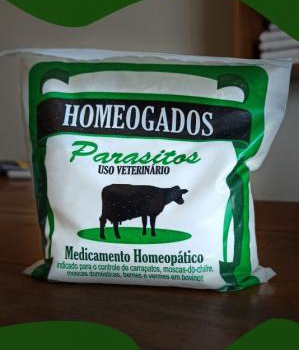 HOMEOGADOS
Parasitos
USO VETERINÁRIO
Medicamento Homeopático
indicado para o controle de carrapatos, moscas-do-chifre,
moscas domésticas, bernes e vermes em bovinos